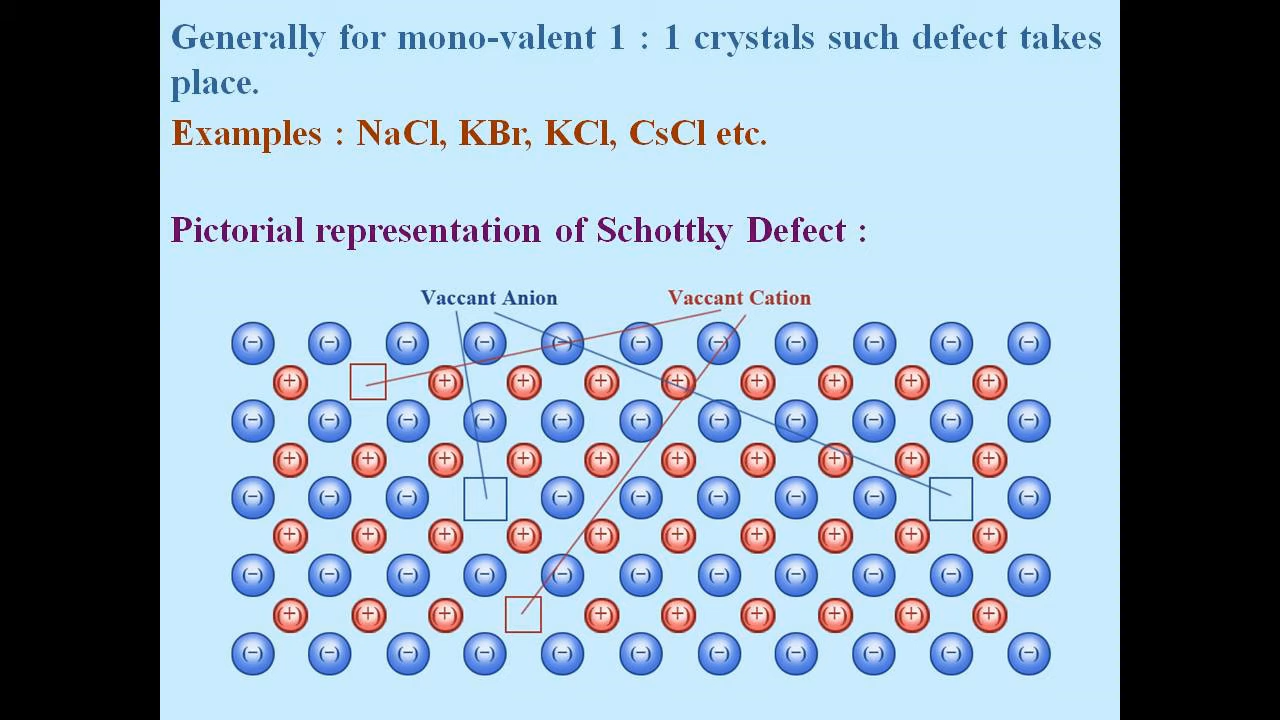 Generally for mono-valent 1 : 1 crystals such defect takes
place.
Examples : NaCl, KBr, KCl, CsCl etc.
Pictorial representation of Schottky Defect :
Vaccant Anion Vaccant Cation
(−) (−) (−) (−) (−) (−) (−) (−) (−) (−) (−)
(+) (+) (+) (+) (+) (+) (+) (+) (+)
(−) (−) (−) (−) (−) (−) (−) (−) (−) (−) (−)
(+) (+) (+) (+) (+) (+) (+) (+) (+) (+)
(−) (−) (−) (−) (−) (−) (−) (−) (−)
(+) (+) (+) (+) (+) (+) (+) (+) (+) (+)
(−) (−) (−) (−) (−) (−) (−) (−) (−) (−) (−)
(+) (+) (+) (+) (+) (+) (+) (+) (+)
(−) (−) (−) (−) (−) (−) (−) (−) (−) (−) (−)